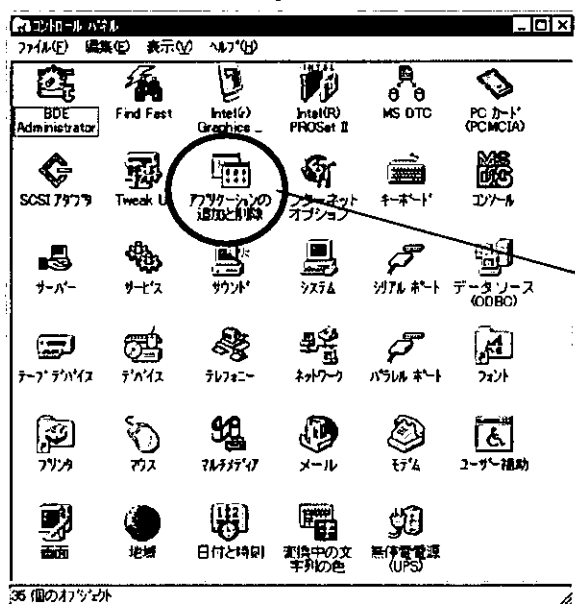 コントロール パネル
ファイル(F) 編集(E) 表示(V) ヘルプ(H)
BDE Administrator
Find Fast
Intel(r) Graphics ...
Intel(R) PROSet II
MS DTC
PC カード (PCMCIA)
SCSI アダプタ
Tweak U
アプリケーションの
追加と削除
インターネット
オプション
キーボード
コンソール
サーバー
サービス
サウンド
システム
シリアル ポート
データ ソース
(ODBC)
テープ デバイス
デバイス
テレフォニー
ネットワーク
パラレル ポート
フォント
プリンタ
マウス
マルチメディア
メール
モデム
ユーザー補助
画面
地域
日付と時刻
変換中の文
字列の色
無停電電源
(UPS)
35 個のオブジェクト